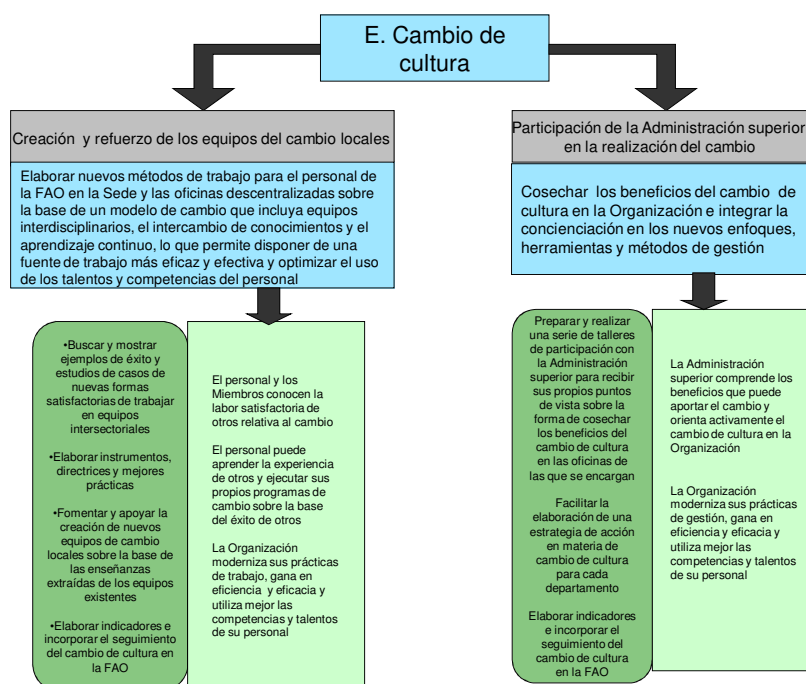 E. Cambio de
cultura
Creación y refuerzo de los equipos del cambio locales
Elaborar nuevos métodos de trabajo para el personal de
la FAO en la Sede y las oficinas descentralizadas sobre
la base de un modelo de cambio que incluya equipos
interdisciplinarios, el intercambio de conocimientos y el
aprendizaje continuo, lo que permite disponer de una
fuente de trabajo más eficaz y efectiva y optimizar el uso
de los talentos y competencias del personal
•Buscar y mostrar
ejemplos de éxito y
estudios de casos de
nuevas formas
satisfactorias de trabajar
en equipos
intersectoriales
•Elaborar instrumentos,
directrices y mejores
prácticas
•Fomentar y apoyar la
creación de nuevos
equipos de cambio
locales sobre la base de
las enseñanzas
extraídas de los equipos
existentes
•Elaborar indicadores e
incorporar el seguimiento
del cambio de cultura en
la FAO
El personal y los
Miembros conocen la
labor satisfactoria de
otros relativa al cambio
El personal puede
aprender la experiencia
de otros y ejecutar sus
propios programas de
cambio sobre la base
del éxito de otros
La Organización
moderniza sus prácticas
de trabajo, gana en
eficiencia y eficacia y
utiliza mejor las
competencias y talentos
de su personal
Participación de la Administración superior
en la realización del cambio
Cosechar los beneficios del cambio de
cultura en la Organización e integrar la
concienciación en los nuevos enfoques,
herramientas y métodos de gestión
Preparar y realizar
una serie de talleres
de participación con
la Administración
superior para recibir
sus propios puntos
de vista sobre la
forma de cosechar
los beneficios del
cambio de cultura
en las oficinas de
las que se encargan
Facilitar la
elaboración de una
estrategia de acción
en materia de
cambio de cultura
para cada
departamento
Elaborar indicadores
e incorporar el
seguimiento del
cambio de cultura
en la FAO
La Administración
superior comprende los
beneficios que puede
aportar el cambio y
orienta activamente el
cambio de cultura en la
Organización
La Organización
moderniza sus prácticas
de gestión, gana en
eficiencia y eficacia y
utiliza mejor las
competencias y talentos
de su personal